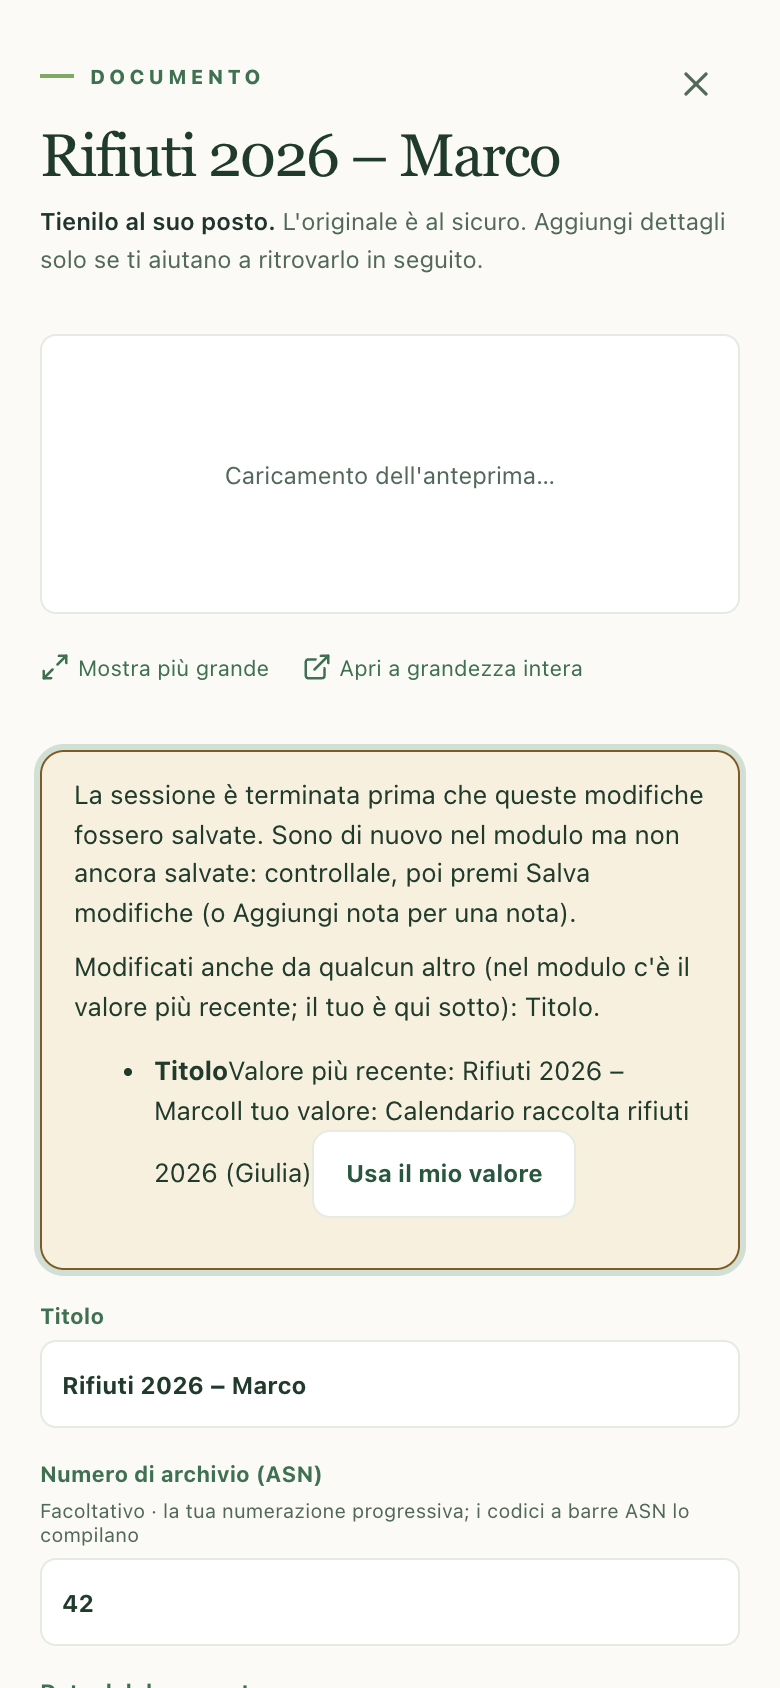 DOCUMENTO
Rifiuti 2026 – Marco
Tienilo al suo posto. L'originale è al sicuro. Aggiungi dettagli
solo se ti aiutano a ritrovarlo in seguito.
Caricamento dell'anteprima…
Mostra più grande Apri a grandezza intera
La sessione è terminata prima che queste modifiche
fossero salvate. Sono di nuovo nel modulo ma non
ancora salvate: controllale, poi premi Salva
modifiche (o Aggiungi nota per una nota).
Modificati anche da qualcun altro (nel modulo c'è il
valore più recente; il tuo è qui sotto): Titolo.
• TitoloValore più recente: Rifiuti 2026 –
MarcoIl tuo valore: Calendario raccolta rifiuti
2026 (Giulia) Usa il mio valore
Titolo
Rifiuti 2026 – Marco
Numero di archivio (ASN)
Facoltativo · la tua numerazione progressiva; i codici a barre ASN lo
compilano
42